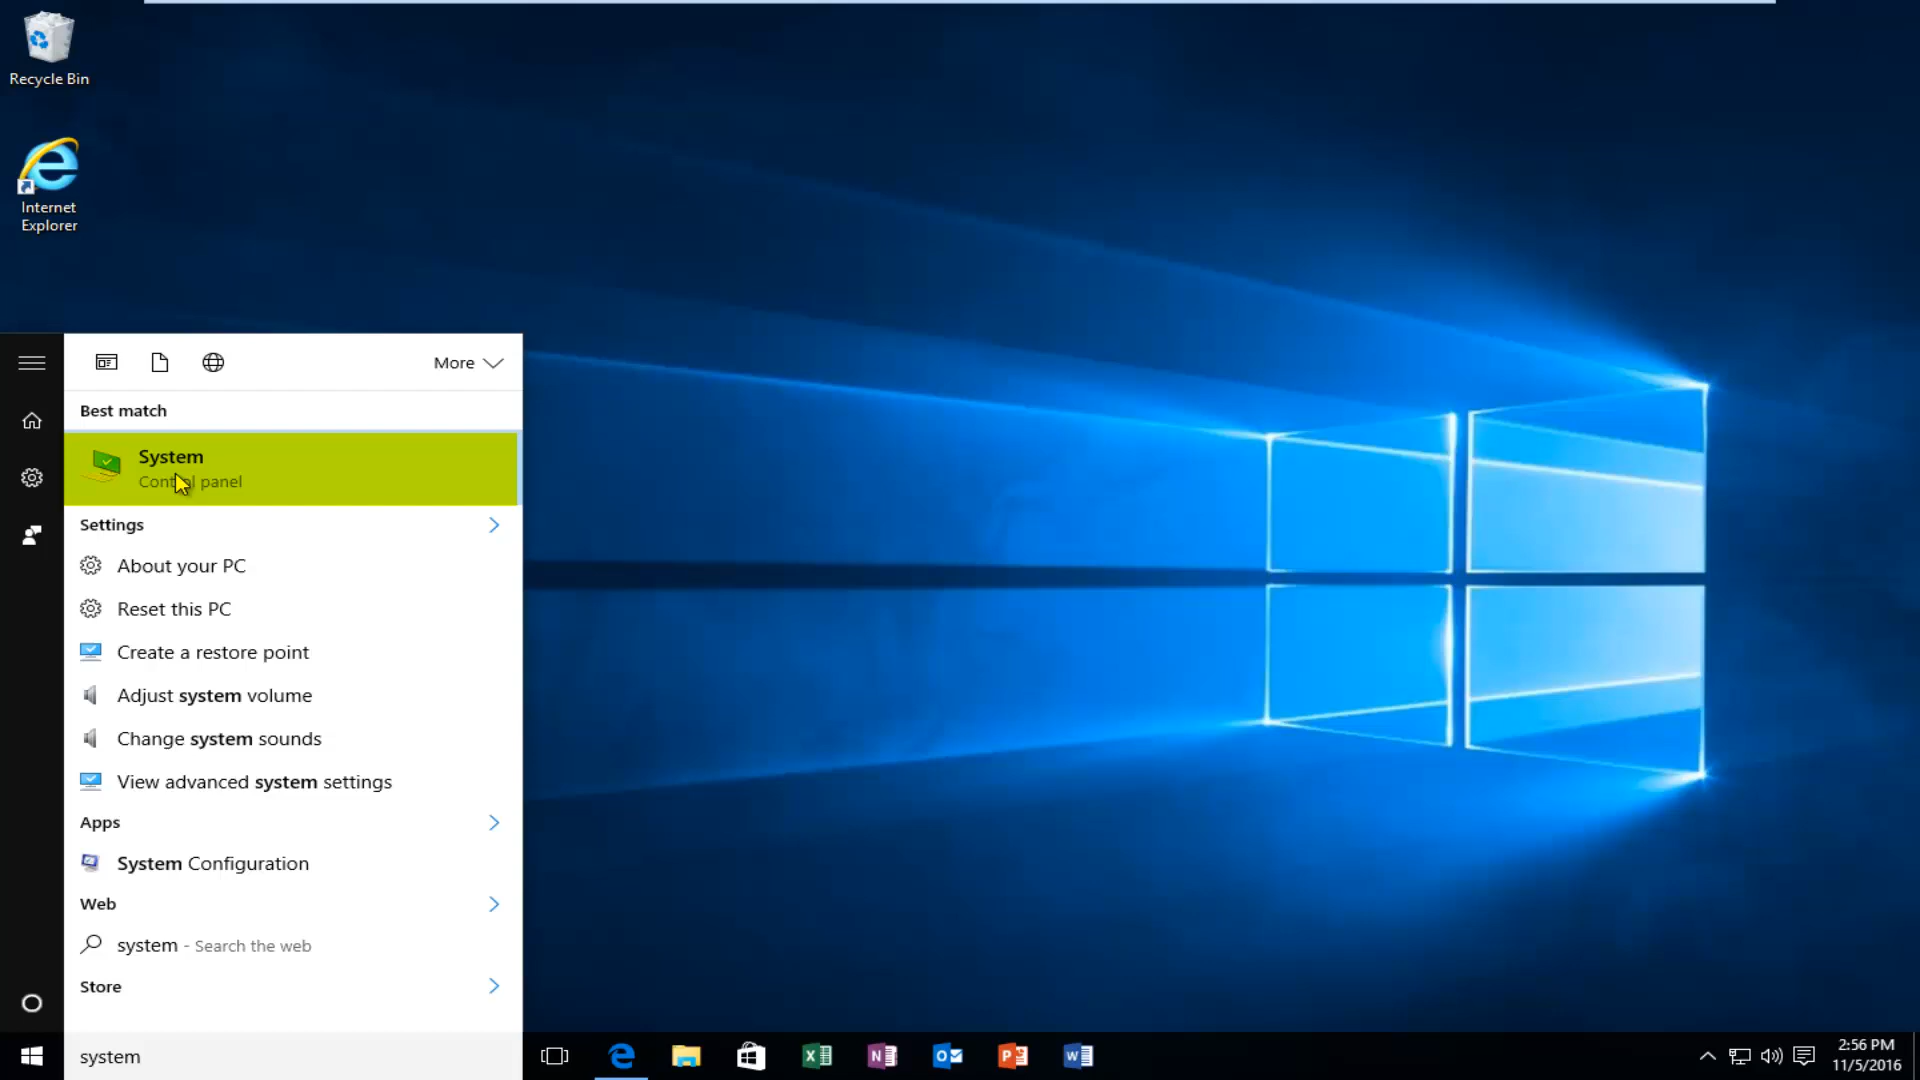 Recycle Bin
Internet
Explorer
More
Best match
System
Control panel
Settings
About your PC
Reset this PC
Create a restore point
Adjust system volume
Change system sounds
View advanced system settings
Apps
System Configuration
Web
system - Search the web
Store
system
2:56 PM
11/5/2016